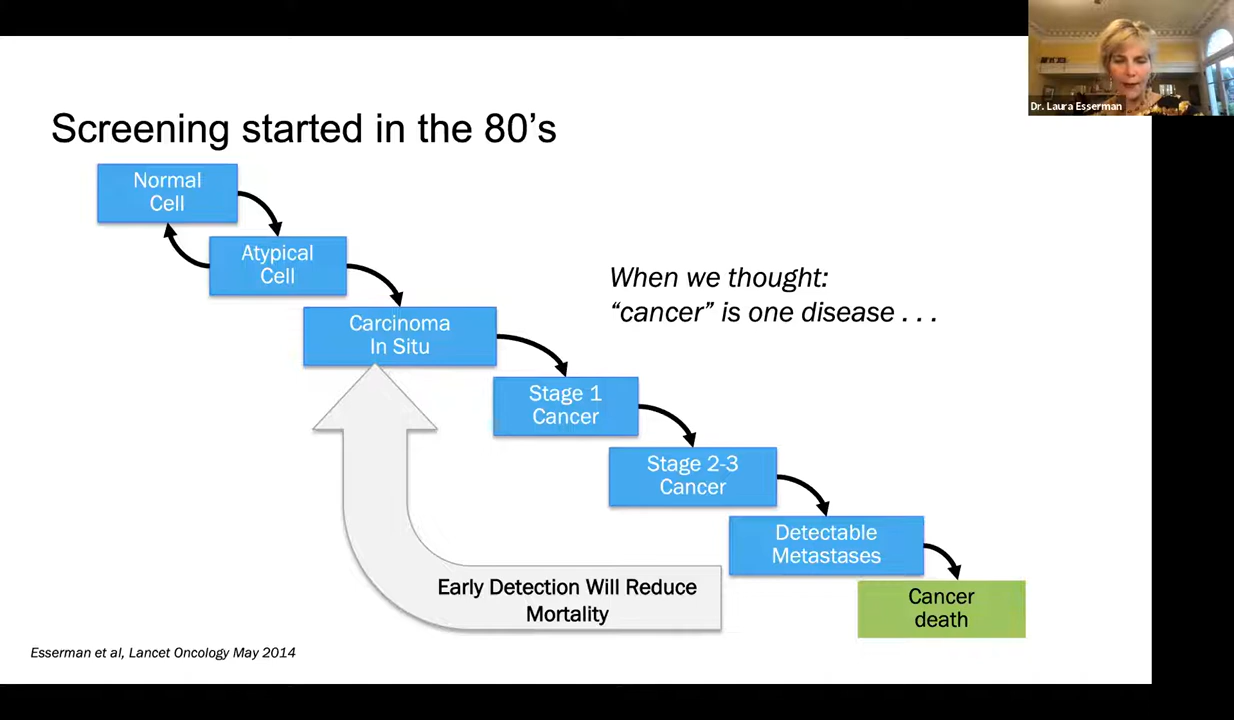 Dr. Laura Esserman
Screening started in the 80’s
Normal
Cell
Atypical
Cell
Carcinoma
In Situ
When we thought:
“cancer” is one disease . . .
Stage 1
Cancer
Stage 2-3
Cancer
Detectable
Metastases
Early Detection Will Reduce
Mortality
Cancer
death
Esserman et al, Lancet Oncology May 2014